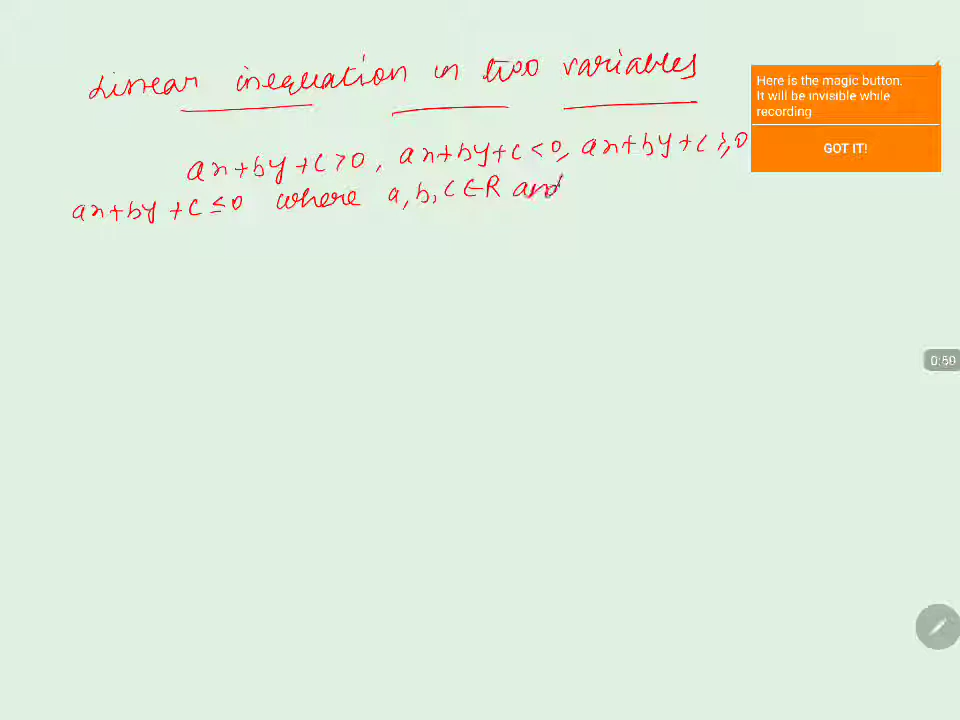 Linear inequation in two variables
ax+by+c>0, ax+by+c<0, ax+by+c≥,0
ax+by+c≤0 where a,b,c∈R and
Here is the magic button.
It will be invisible while
recording
GOT IT!
0:59